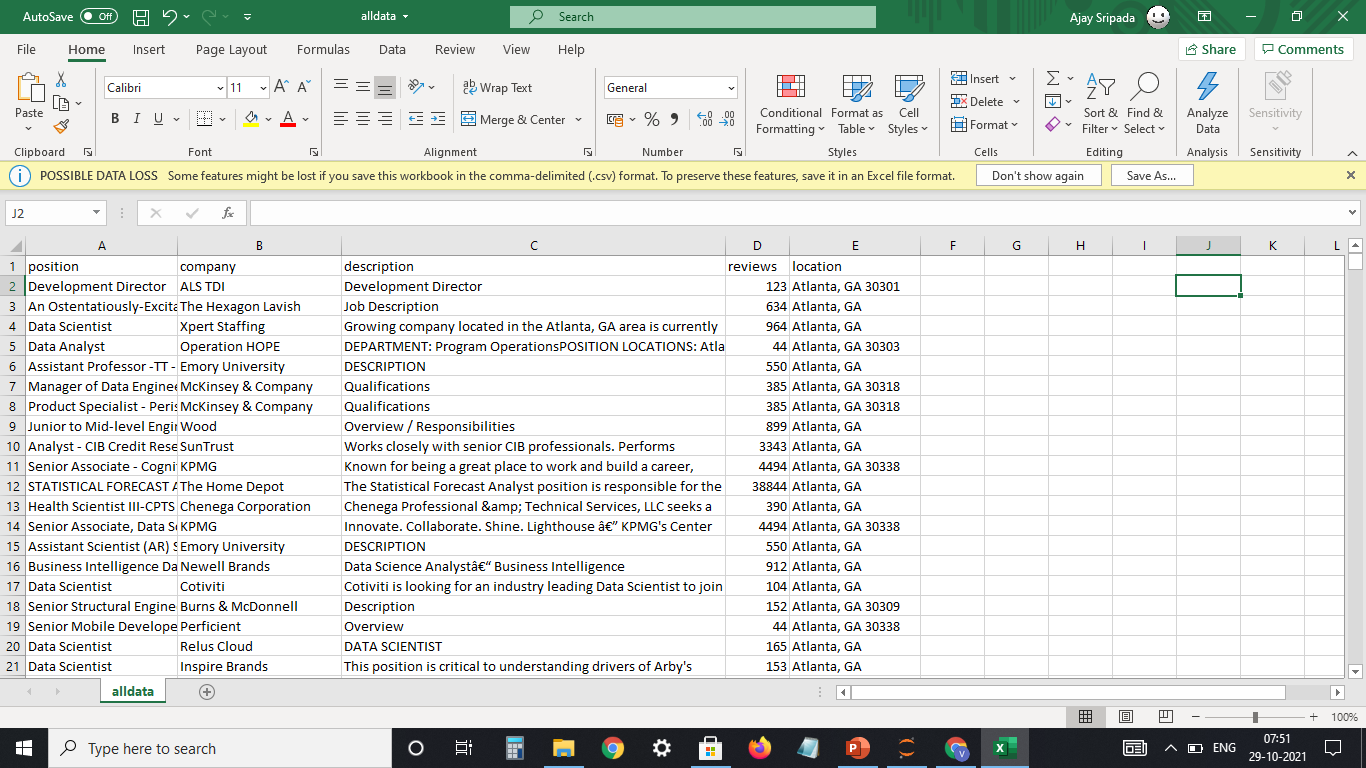 AutoSave Off alldata Search Ajay Sripada
File Home Insert Page Layout Formulas Data Review View Help Share Comments
Calibri 11 A A Wrap Text General Insert Delete Format
Paste B I U A Merge & Center % Conditional Formatting Format as Table Cell Styles Sort & Filter Find & Select Analyze Data Sensitivity
Clipboard Font Alignment Number Styles Cells Editing Analysis Sensitivity
POSSIBLE DATA LOSS Some features might be lost if you save this workbook in the comma-delimited (.csv) format. To preserve these features, save it in an Excel file format. Don't show again Save As...
J2 fx
A B C D E F G H I J K L
1 position company description reviews location
2 Development Director ALS TDI Development Director 123 Atlanta, GA 30301
3 An Ostentatiously-Excita The Hexagon Lavish Job Description 634 Atlanta, GA
4 Data Scientist Xpert Staffing Growing company located in the Atlanta, GA area is currently 964 Atlanta, GA
5 Data Analyst Operation HOPE DEPARTMENT: Program OperationsPOSITION LOCATIONS: Atla 44 Atlanta, GA 30303
6 Assistant Professor -TT - Emory University DESCRIPTION 550 Atlanta, GA
7 Manager of Data Enginee McKinsey & Company Qualifications 385 Atlanta, GA 30318
8 Product Specialist - Peris McKinsey & Company Qualifications 385 Atlanta, GA 30318
9 Junior to Mid-level Engin Wood Overview / Responsibilities 899 Atlanta, GA
10 Analyst - CIB Credit Rese SunTrust Works closely with senior CIB professionals. Performs 3343 Atlanta, GA
11 Senior Associate - Cogni KPMG Known for being a great place to work and build a career, 4494 Atlanta, GA 30338
12 STATISTICAL FORECAST A The Home Depot The Statistical Forecast Analyst position is responsible for the 38844 Atlanta, GA
13 Health Scientist III-CPTS Chenega Corporation Chenega Professional &amp; Technical Services, LLC seeks a 390 Atlanta, GA
14 Senior Associate, Data Sc KPMG Innovate. Collaborate. Shine. Lighthouse â€” KPMG's Center 4494 Atlanta, GA 30338
15 Assistant Scientist (AR) S Emory University DESCRIPTION 550 Atlanta, GA
16 Business Intelligence Da Newell Brands Data Science Analystâ€“ Business Intelligence 912 Atlanta, GA
17 Data Scientist Cotiviti Cotiviti is looking for an industry leading Data Scientist to join 104 Atlanta, GA
18 Senior Structural Enginee Burns & McDonnell Description 152 Atlanta, GA 30309
19 Senior Mobile Develope Perficient Overview 44 Atlanta, GA 30338
20 Data Scientist Relus Cloud DATA SCIENTIST 165 Atlanta, GA
21 Data Scientist Inspire Brands This position is critical to understanding drivers of Arby's 153 Atlanta, GA
alldata
100%
Type here to search ENG 07:51
29-10-2021